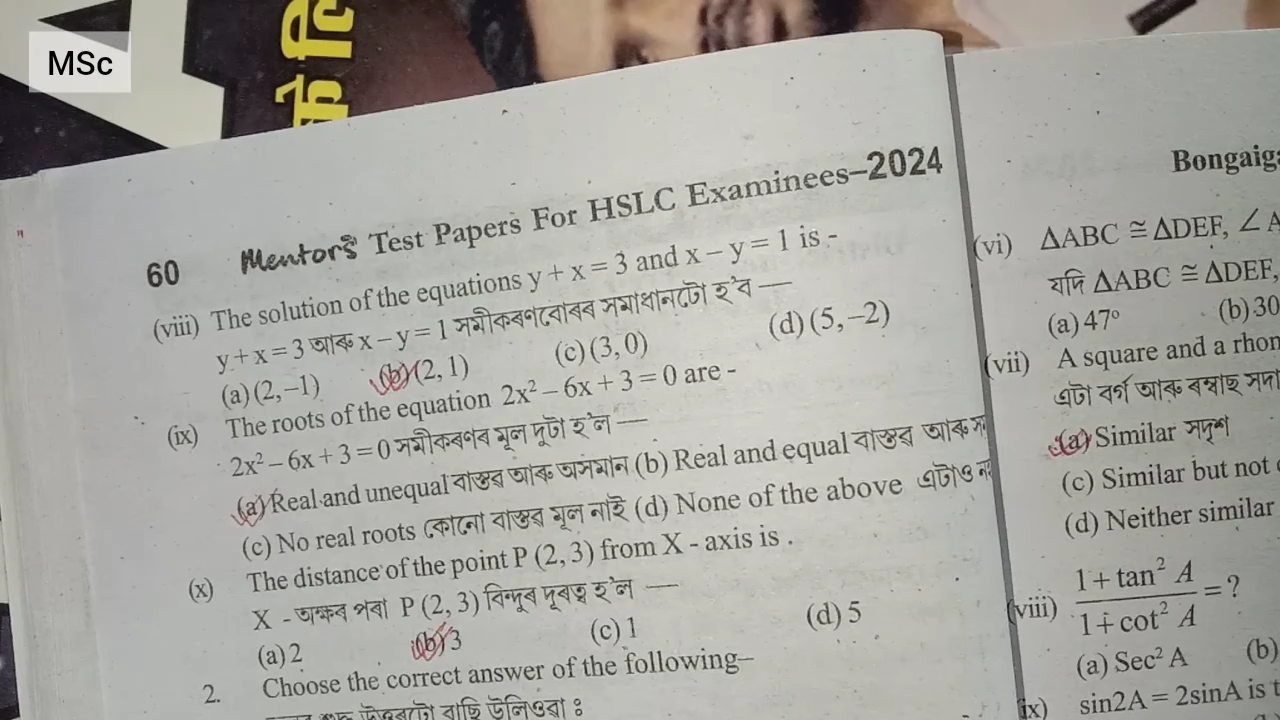 MSc
60 Mentor's Test Papers For HSLC Examinees–2024
(viii) The solution of the equations y + x = 3 and x – y = 1 is -
y + x = 3 আৰু x – y = 1 সমীকৰণবোৰৰ সমাধানটো হ'ব —
(a) (2, –1) (b) (2, 1) (c) (3, 0) (d) (5, –2)
(ix) The roots of the equation 2x² – 6x + 3 = 0 are -
2x² – 6x + 3 = 0 সমীকৰণৰ মূল দুটা হ'ল —
(a) Real and unequal বাস্তৱ আৰু অসমান (b) Real and equal বাস্তৱ আৰু
(c) No real roots কোনো বাস্তৱ মূল নাই (d) None of the above এটাও
(x) The distance of the point P (2, 3) from X - axis is .
X - অক্ষৰ পৰা P (2, 3) বিন্দুৰ দূৰত্ব হ'ল —
(a) 2 (b) 3 (c) 1 (d) 5
2. Choose the correct answer of the following–
উত্তৰটো বাছি উলিওৱা ঃ
(vi) ΔABC ≅ ΔDEF, ∠A
যদি ΔABC ≅ ΔDEF,
(a) 47° (b) 30
(vii) A square and a
এটা বৰ্গ আৰু ৰম্বাছ সদা
(a) Similar সদৃশ
(c) Similar but not
(d) Neither similar
(viii) 1 + tan² A / 1 + cot² A = ?
(a) Sec² A (b)
ix) sin2A = 2sinA is